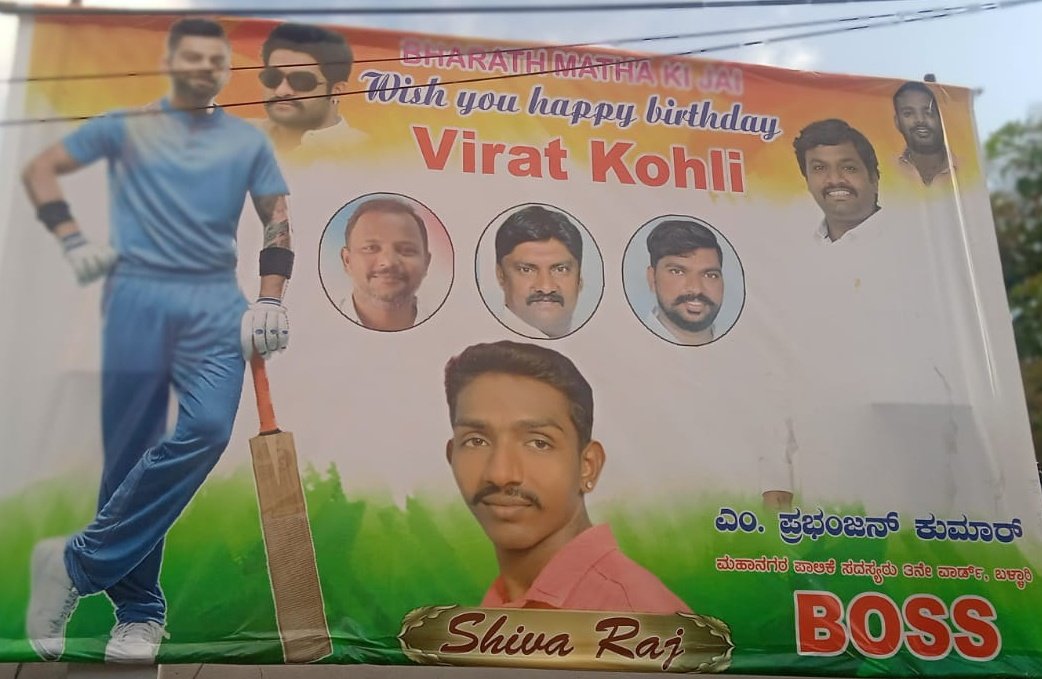 BHARATH MATHA KI JAI
Wish you happy birthday
Virat Kohli
ಎಂ. ಪ್ರಭಂಜನ್ ಕುಮಾರ್
ಮಹಾನಗರ ಪಾಲಿಕೆ ಸದಸ್ಯರು ೩ನೇ ವಾರ್ಡ್, ಬಳ್ಳಾರಿ
BOSS
Shiva Raj